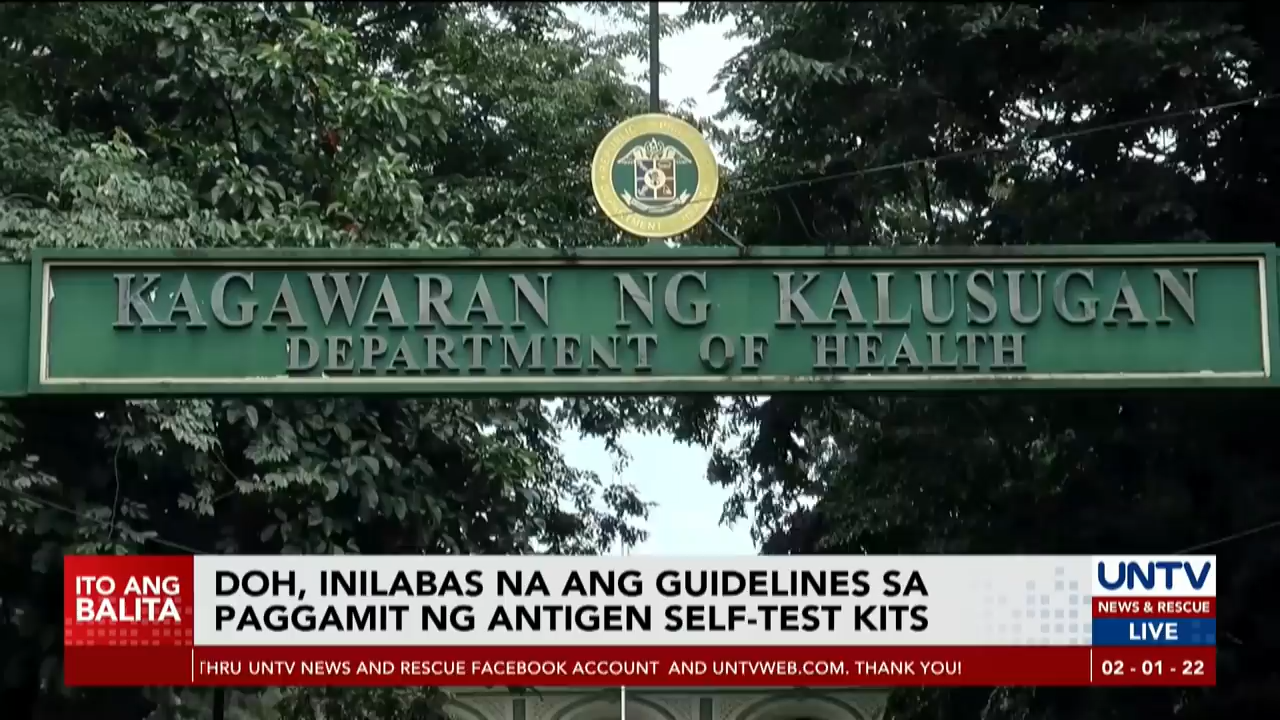 KAGAWARAN NG KALUSUGAN
DEPARTMENT OF HEALTH
ITO ANG
BALITA
DOH, INILABAS NA ANG GUIDELINES SA
PAGGAMIT NG ANTIGEN SELF-TEST KITS
UNTV
NEWS & RESCUE
LIVE
THRU UNTV NEWS AND RESCUE FACEBOOK ACCOUNT AND UNTVWEB.COM. THANK YOU!
02 - 01 - 22